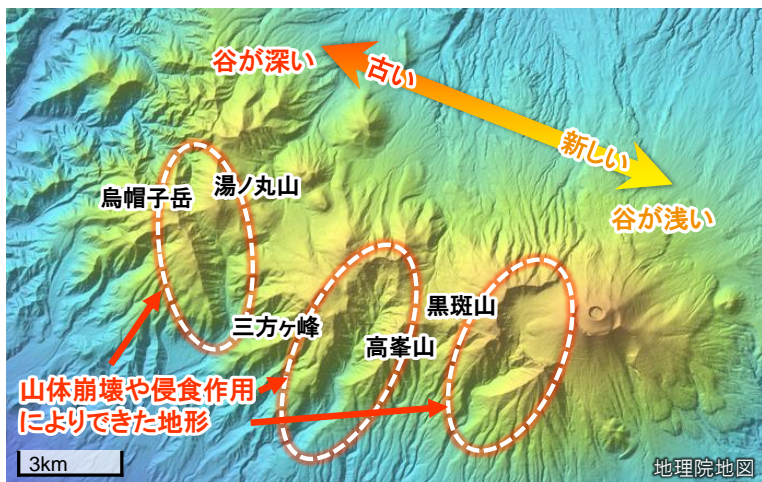 谷が深い
古い
新しい
谷が浅い
烏帽子岳
湯ノ丸山
三方ヶ峰
高峯山
黒斑山
山体崩壊や侵食作用
によりできた地形
3km
地理院地図